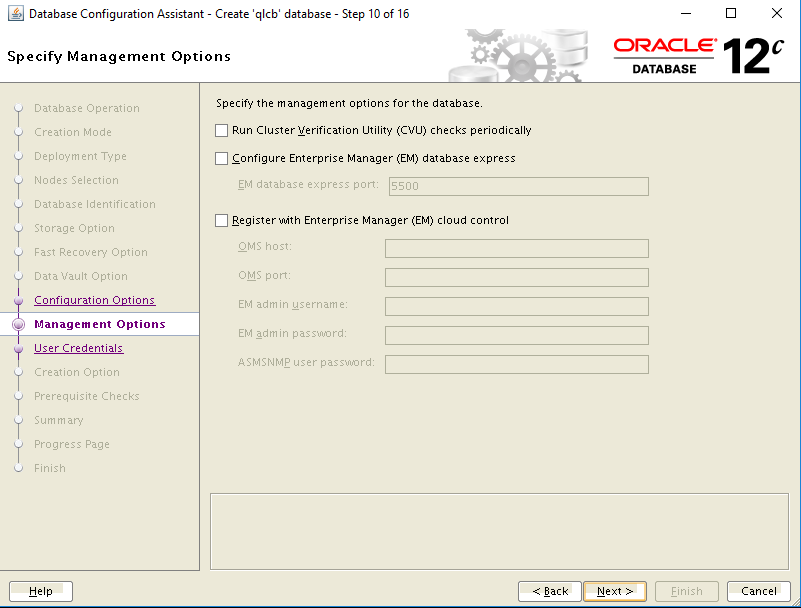 Database Configuration Assistant - Create 'qlcb' database - Step 10 of 16
Specify Management Options
ORACLE
DATABASE
12c
Database Operation
Creation Mode
Deployment Type
Nodes Selection
Database Identification
Storage Option
Fast Recovery Option
Data Vault Option
Configuration Options
Management Options
User Credentials
Creation Option
Prerequisite Checks
Summary
Progress Page
Finish
Specify the management options for the database.
Run Cluster Verification Utility (CVU) checks periodically
Configure Enterprise Manager (EM) database express
EM database express port: 5500
Register with Enterprise Manager (EM) cloud control
OMS host:
OMS port:
EM admin username:
EM admin password:
ASMSNMP user password:
Help
< Back
Next >
Finish
Cancel